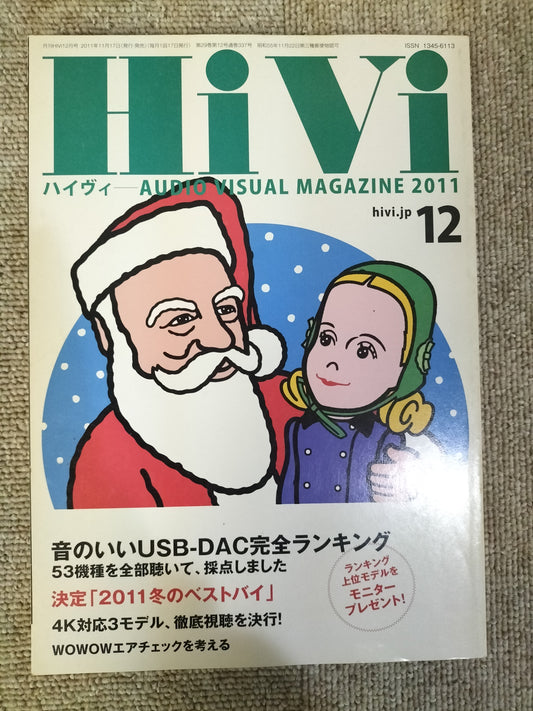 月刊HiVi12月号 2011年11月17日(発行・発売)(毎月1回17日発行) 第29巻第12号通巻337号 昭和55年11月22日第三種郵便物認可 ISSN 1345-6113
HiVi
ハイヴィ—AUDIO VISUAL MAGAZINE 2011
hivi.jp 12
音のいいUSB-DAC完全ランキング
53機種を全部聴いて、採点しました
決定「2011冬のベストバイ」
4K対応3モデル、徹底視聴を決行!
WOWOWエアチェックを考える
ランキング
上位モデルを
モニター
プレゼント!